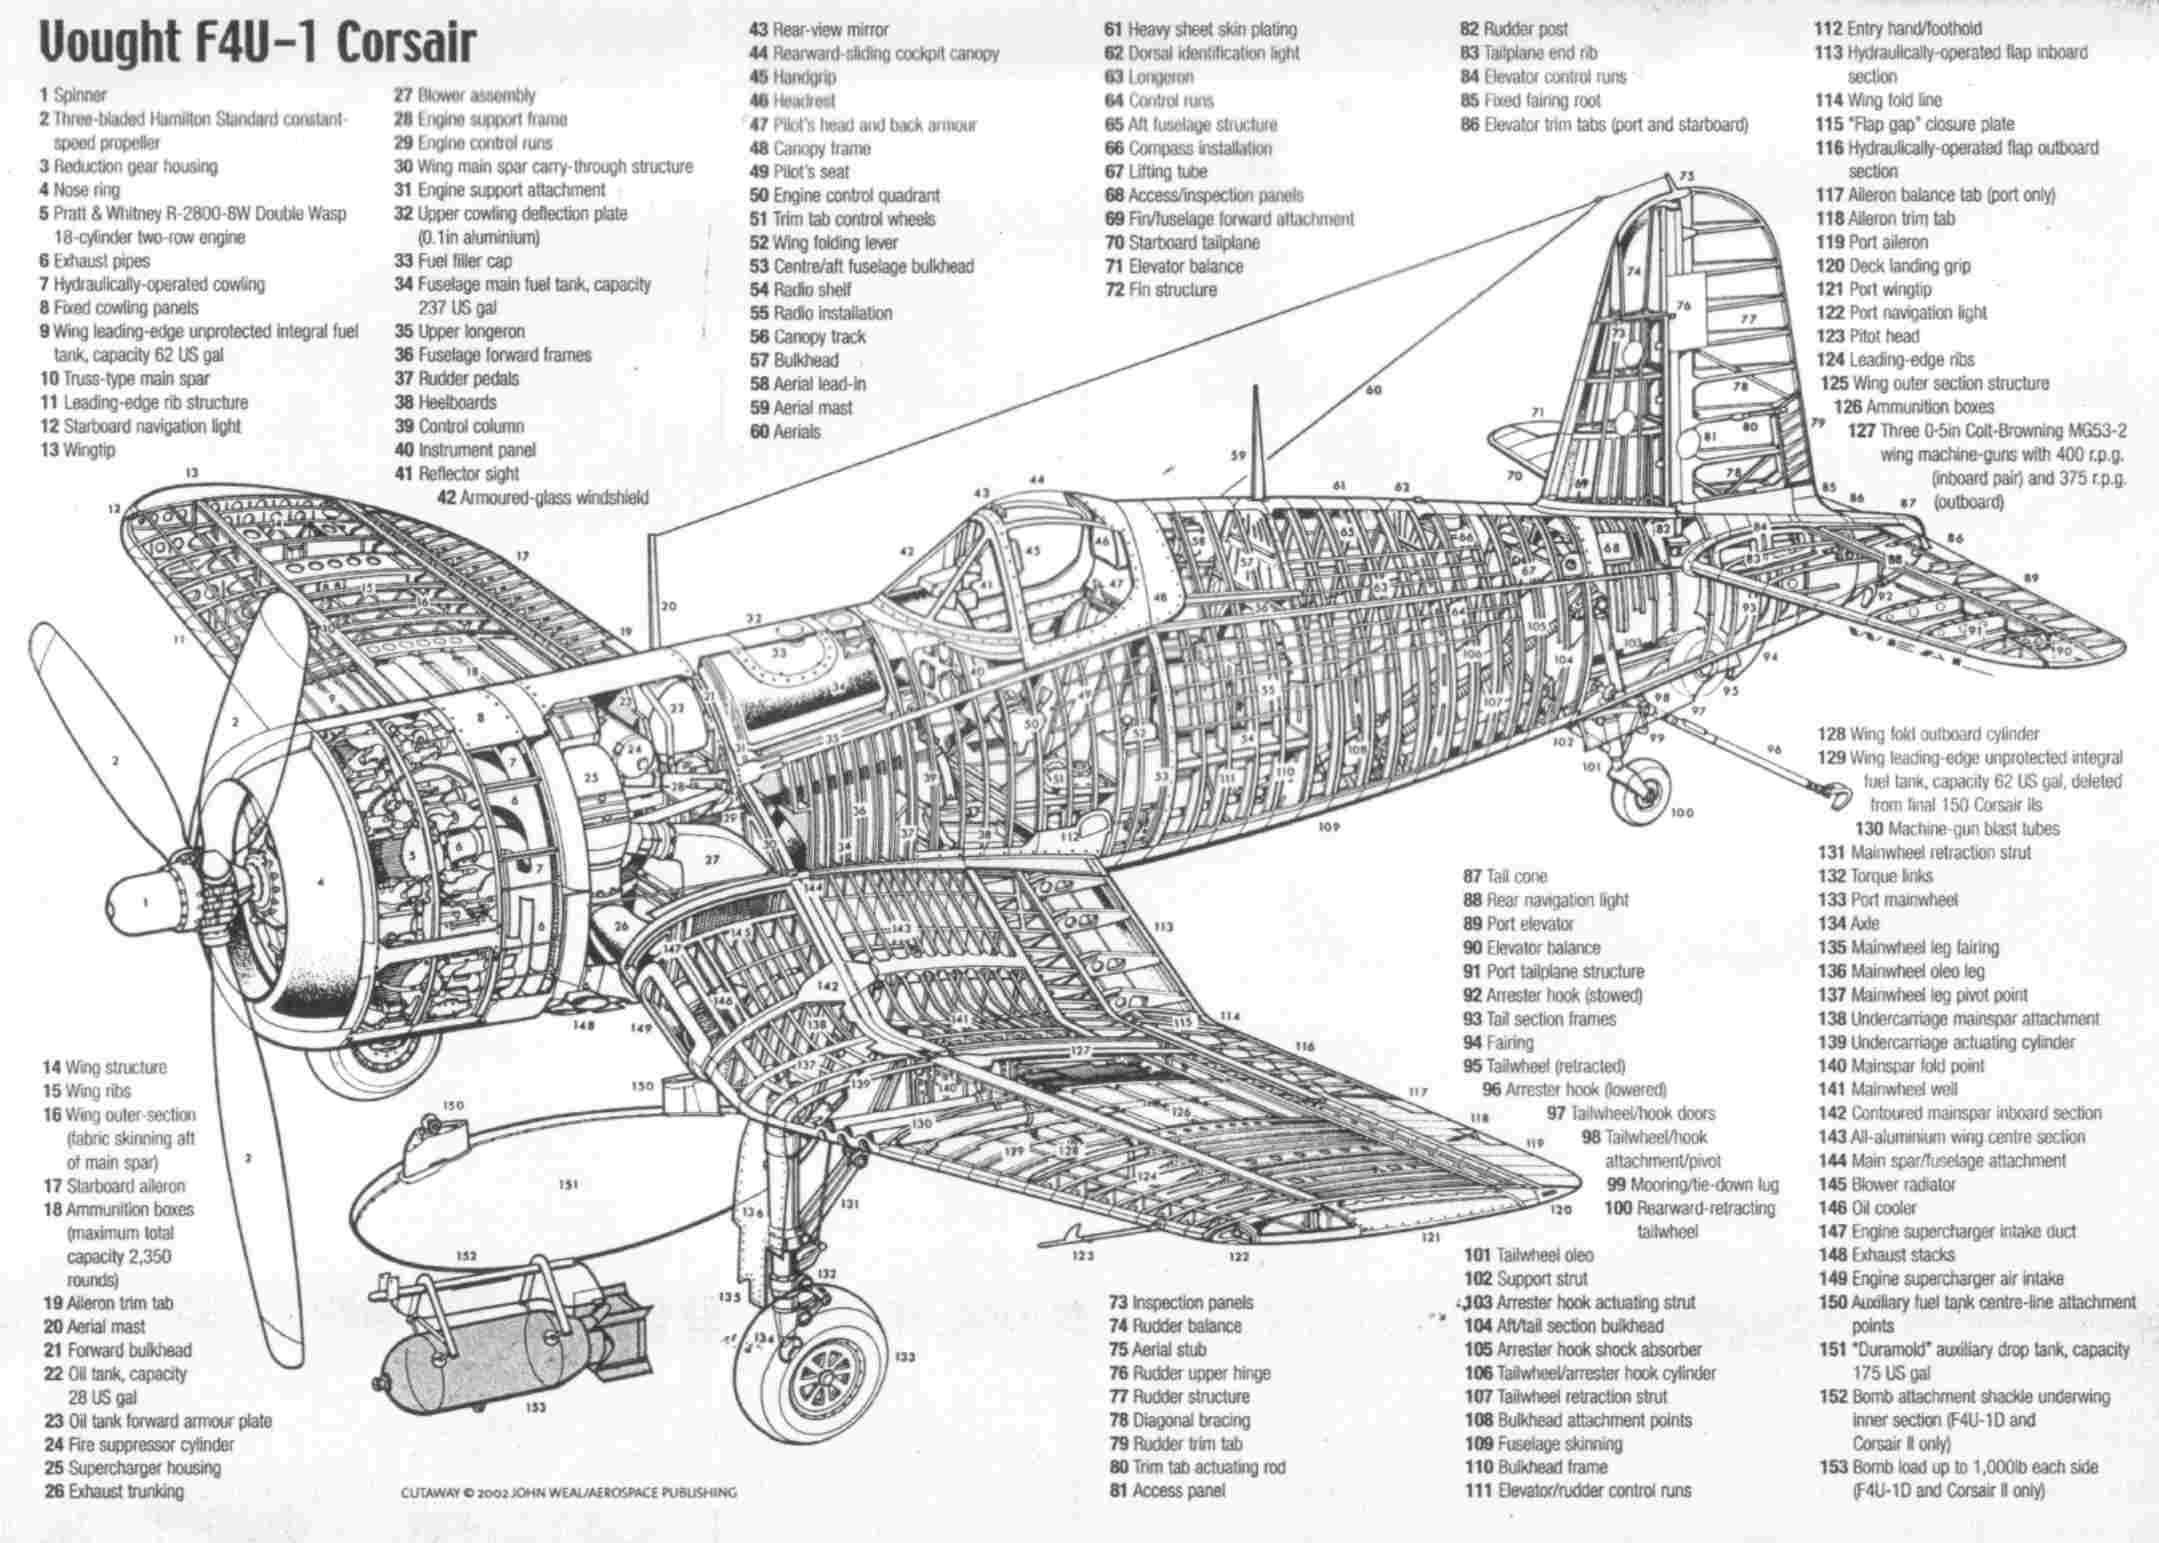 Vought F4U-1 Corsair
1 Spinner
2 Three-bladed Hamilton Standard constant-
speed propeller
3 Reduction gear housing
4 Nose ring
5 Pratt & Whitney R-2800-8W Double Wasp
18-cylinder two-row engine
6 Exhaust pipes
7 Hydraulically-operated cowling
8 Fixed cowling panels
9 Wing leading-edge unprotected integral fuel
tank, capacity 62 US gal
10 Truss-type main spar
11 Leading-edge rib structure
12 Starboard navigation light
13 Wingtip
14 Wing structure
15 Wing ribs
16 Wing outer-section
(fabric skinning aft
of main spar)
17 Starboard aileron
18 Ammunition boxes
(maximum total
capacity 2,350
rounds)
19 Aileron trim tab
20 Aerial mast
21 Forward bulkhead
22 Oil tank, capacity
28 US gal
23 Oil tank forward armour plate
24 Fire suppressor cylinder
25 Supercharger housing
26 Exhaust trunking
27 Blower assembly
28 Engine support frame
29 Engine control runs
30 Wing main spar carry-through structure
31 Engine support attachment
32 Upper cowling deflection plate
(0.1in aluminium)
33 Fuel filler cap
34 Fuselage main fuel tank, capacity
237 US gal
35 Upper longeron
36 Fuselage forward frames
37 Rudder pedals
38 Heelboards
39 Control column
40 Instrument panel
41 Reflector sight
42 Armoured-glass windshield
43 Rear-view mirror
44 Rearward-sliding cockpit canopy
45 Handgrip
46 Headrest
47 Pilot's head and back armour
48 Canopy frame
49 Pilot's seat
50 Engine control quadrant
51 Trim tab control wheels
52 Wing folding lever
53 Centre/aft fuselage bulkhead
54 Radio shelf
55 Radio installation
56 Canopy track
57 Bulkhead
58 Aerial lead-in
59 Aerial mast
60 Aerials
61 Heavy sheet skin plating
62 Dorsal identification light
63 Longeron
64 Control runs
65 Aft fuselage structure
66 Compass installation
67 Lifting tube
68 Access/inspection panels
69 Fin/fuselage forward attachment
70 Starboard tailplane
71 Elevator balance
72 Fin structure
73 Inspection panels
74 Rudder balance
75 Aerial stub
76 Rudder upper hinge
77 Rudder structure
78 Diagonal bracing
79 Rudder trim tab
80 Trim tab actuating rod
81 Access panel
82 Rudder post
83 Tailplane end rib
84 Elevator control runs
85 Fixed fairing root
86 Elevator trim tabs (port and starboard)
87 Tail cone
88 Rear navigation light
89 Port elevator
90 Elevator balance
91 Port tailplane structure
92 Arrester hook (stowed)
93 Tail section frames
94 Fairing
95 Tailwheel (retracted)
96 Arrester hook (lowered)
97 Tailwheel/hook doors
98 Tailwheel/hook
attachment/pivot
99 Mooring/tie-down lug
100 Rearward-retracting
tailwheel
101 Tailwheel oleo
102 Support strut
103 Arrester hook actuating strut
104 Aft/tail section bulkhead
105 Arrester hook shock absorber
106 Tailwheel/arrester hook cylinder
107 Tailwheel retraction strut
108 Bulkhead attachment points
109 Fuselage skinning
110 Bulkhead frame
111 Elevator/rudder control runs
112 Entry hand/foothold
113 Hydraulically-operated flap inboard
section
114 Wing fold line
115 "Flap gap" closure plate
116 Hydraulically-operated flap outboard
section
117 Aileron balance tab (port only)
118 Aileron trim tab
119 Port aileron
120 Deck landing grip
121 Port wingtip
122 Port navigation light
123 Pitot head
124 Leading-edge ribs
125 Wing outer section structure
126 Ammunition boxes
127 Three 0-5in Colt-Browning MG53-2
wing machine-guns with 400 r.p.g.
(inboard pair) and 375 r.p.g.
(outboard)
128 Wing fold outboard cylinder
129 Wing leading-edge unprotected integral
fuel tank, capacity 62 US gal, deleted
from final 150 Corsair IIs
130 Machine-gun blast tubes
131 Mainwheel retraction strut
132 Torque links
133 Port mainwheel
134 Axle
135 Mainwheel leg fairing
136 Mainwheel oleo leg
137 Mainwheel leg pivot point
138 Undercarriage mainspar attachment
139 Undercarriage actuating cylinder
140 Mainspar fold point
141 Mainwheel well
142 Contoured mainspar inboard section
143 All-aluminium wing centre section
144 Main spar/fuselage attachment
145 Blower radiator
146 Oil cooler
147 Engine supercharger intake duct
148 Exhaust stacks
149 Engine supercharger air intake
150 Auxiliary fuel tank centre-line attachment
points
151 "Duramold" auxiliary drop tank, capacity
175 US gal
152 Bomb attachment shackle underwing
inner section (F4U-1D and
Corsair II only)
153 Bomb load up to 1,000lb each side
(F4U-1D and Corsair II only)
CUTAWAY © 2002 JOHN WEAL/AEROSPACE PUBLISHING